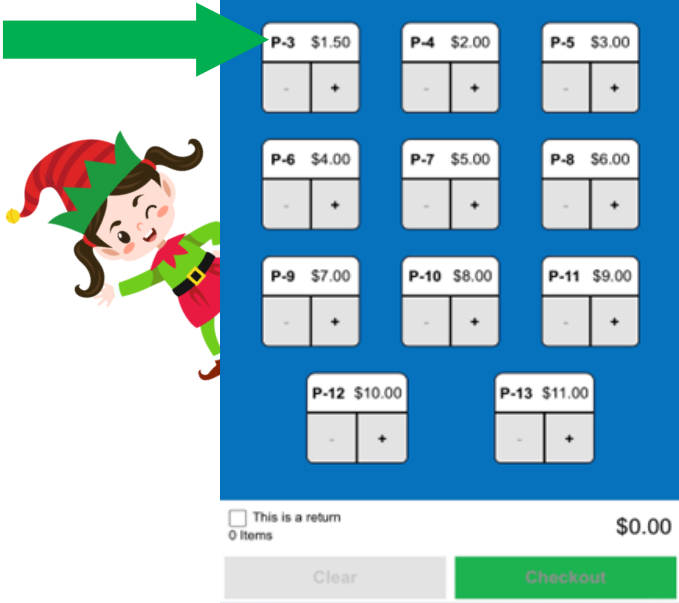 P-3 $1.50 P-4 $2.00 P-5 $3.00
- + - + - +
P-6 $4.00 P-7 $5.00 P-8 $6.00
- + - + - +
P-9 $7.00 P-10 $8.00 P-11 $9.00
- + - + - +
P-12 $10.00 P-13 $11.00
- + - +
This is a return
0 Items $0.00
Clear Checkout